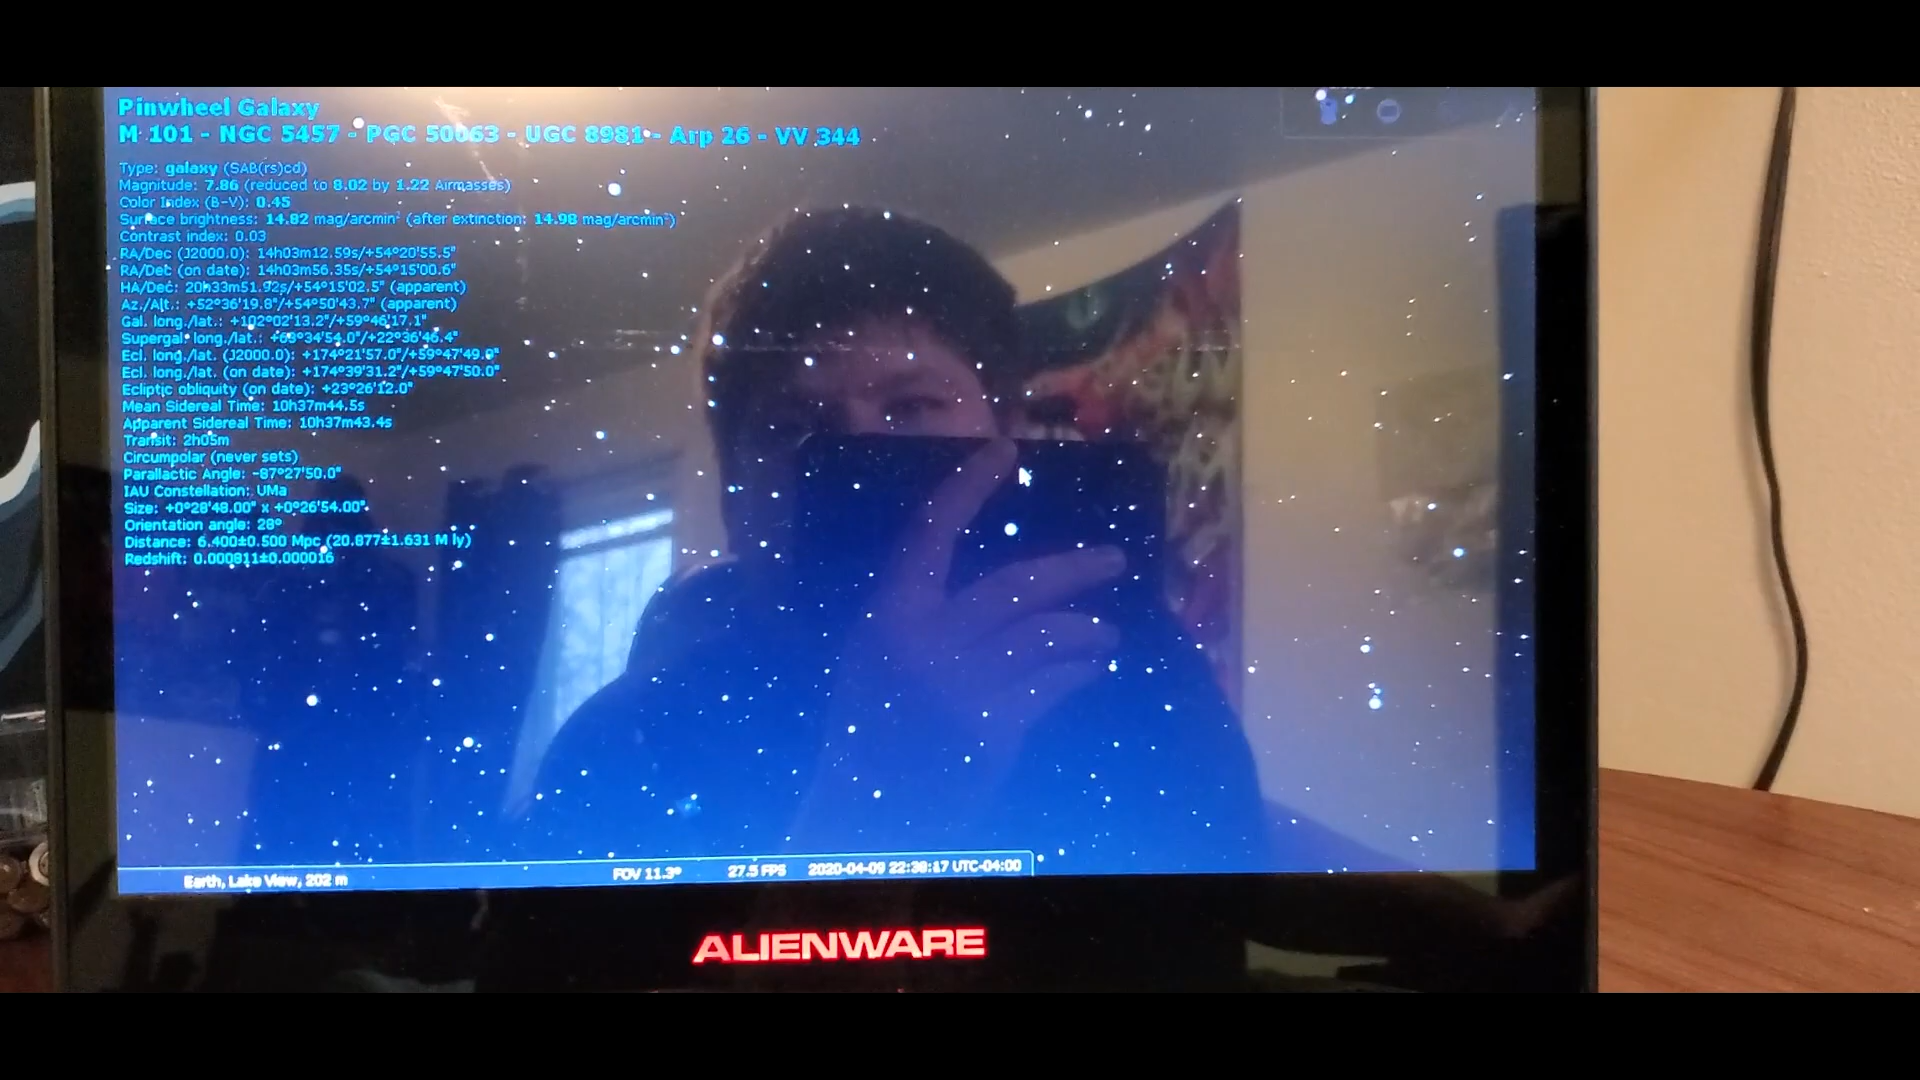 Pinwheel Galaxy
M 101 - NGC 5457 - PGC 50063 - UGC 8981 - Arp 26 - VV 344
Type: galaxy (SAB(rs)cd)
Magnitude: 7.86 (reduced to 8.02 by 1.22 Airmasses)
Color Index (B-V): 0.45
Surface brightness: 14.82 mag/arcmin² (after extinction: 14.98 mag/arcmin²)
Contrast index: 0.03
RA/Dec (J2000.0): 14h03m12.59s/+54°20'55.5"
RA/Dec (on date): 14h03m56.35s/+54°15'00.6"
HA/Dec: 20h33m51.92s/+54°15'02.5" (apparent)
Az./Alt.: +52°36'19.8"/+54°50'43.7" (apparent)
Gal. long./lat.: +102°02'13.2"/+59°46'17.1"
Supergal. long./lat.: +63°34'54.0"/+22°36'46.4"
Ecl. long./lat. (J2000.0): +174°21'57.0"/+59°47'49.0"
Ecl. long./lat. (on date): +174°39'31.2"/+59°47'50.0"
Ecliptic obliquity (on date): +23°26'12.0"
Mean Sidereal Time: 10h37m44.5s
Apparent Sidereal Time: 10h37m43.4s
Transit: 2h05m
Circumpolar (never sets)
Parallactic Angle: -87°27'50.0"
IAU Constellation: UMa
Size: +0°28'48.00" x +0°26'54.00"
Orientation angle: 28°
Distance: 6.400±0.500 Mpc (20.877±1.631 M ly)
Redshift: 0.000811±0.000016
Earth, Lake View, 202 m FOV 11.3° 27.5 FPS 2020-04-09 22:38:17 UTC-04:00
ALIENWARE